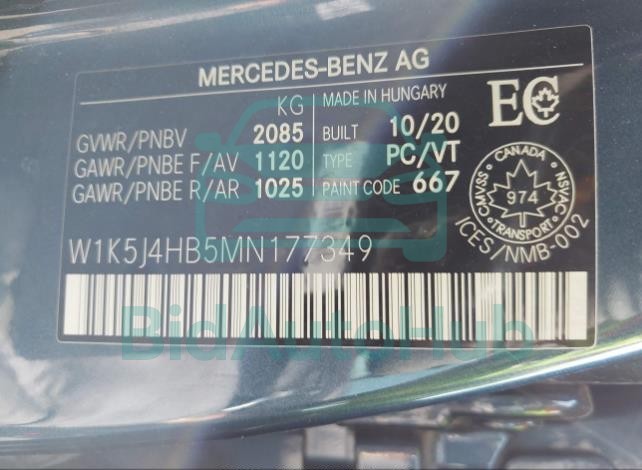 MERCEDES-BENZ AG
KG
GVWR/PNBV 2085
GAWR/PNBE F/AV 1120
GAWR/PNBE R/AR 1025
MADE IN HUNGARY
BUILT 10/20
TYPE PC/VT
PAINT CODE 667
EC
CANADA
CMVSS 974 NSVAC
TRANSPORT
ICES/NMB-002
W1K5J4HB5MN177349
BidAutoHub